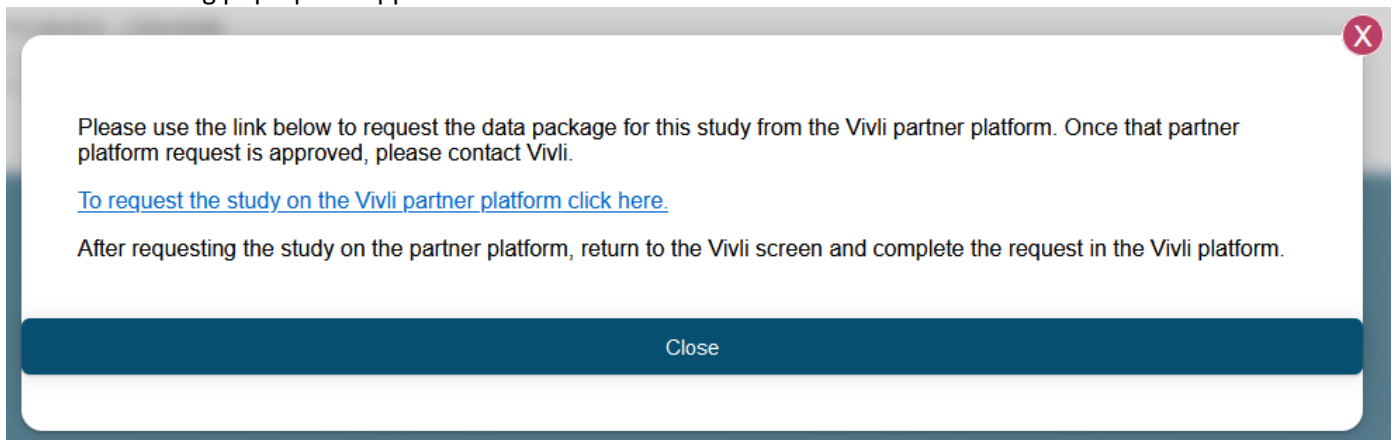 X
Please use the link below to request the data package for this study from the Vivli partner platform. Once that partner
platform request is approved, please contact Vivli.
To request the study on the Vivli partner platform click here.
After requesting the study on the partner platform, return to the Vivli screen and complete the request in the Vivli platform.
Close